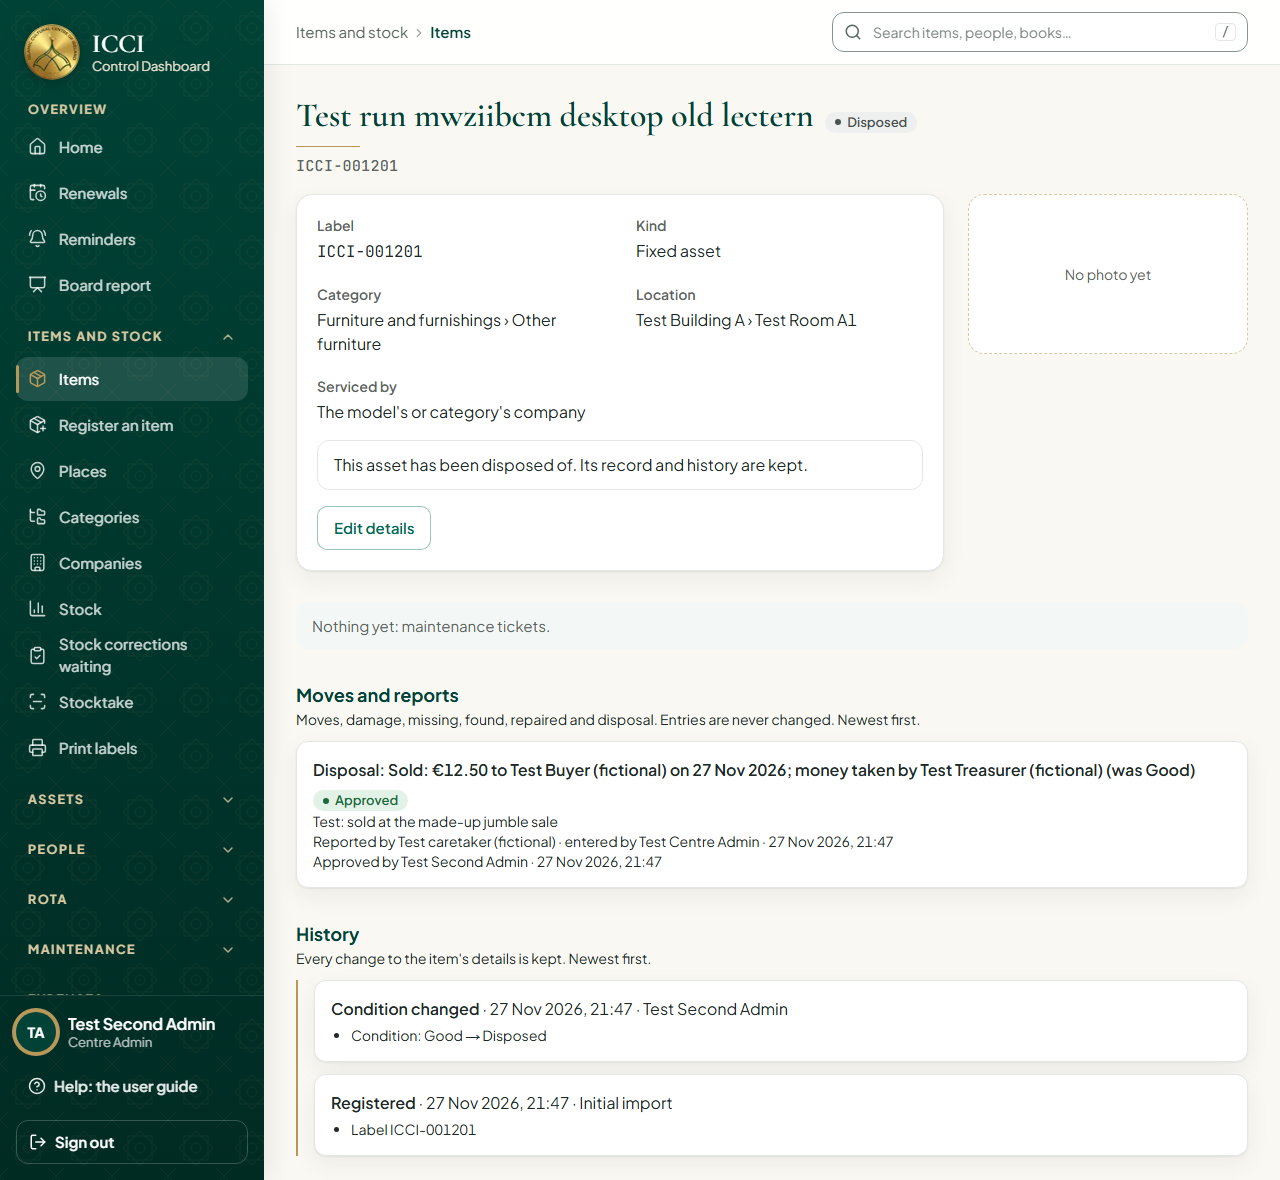 ICCI
Control Dashboard
OVERVIEW
Home
Renewals
Reminders
Board report
ITEMS AND STOCK
Items
Register an item
Places
Categories
Companies
Stock
Stock corrections
waiting
Stocktake
Print labels
ASSETS
PEOPLE
ROTA
MAINTENANCE
TA
Test Second Admin
Centre Admin
Help: the user guide
Sign out
Items and stock > Items
Search items, people, books...
/
Test run mwziibcm desktop old lectern
Disposed
ICCI-001201
Label
ICCI-001201
Kind
Fixed asset
Category
Furniture and furnishings › Other
furniture
Location
Test Building A › Test Room A1
Serviced by
The model's or category's company
This asset has been disposed of. Its record and history are kept.
Edit details
No photo yet
Nothing yet: maintenance tickets.
Moves and reports
Moves, damage, missing, found, repaired and disposal. Entries are never changed. Newest first.
Disposal: Sold: €12.50 to Test Buyer (fictional) on 27 Nov 2026; money taken by Test Treasurer (fictional) (was Good)
Approved
Test: sold at the made-up jumble sale
Reported by Test caretaker (fictional) · entered by Test Centre Admin · 27 Nov 2026, 21:47
Approved by Test Second Admin · 27 Nov 2026, 21:47
History
Every change to the item's details is kept. Newest first.
Condition changed · 27 Nov 2026, 21:47 · Test Second Admin
• Condition: Good → Disposed
Registered · 27 Nov 2026, 21:47 · Initial import
• Label ICCI-001201